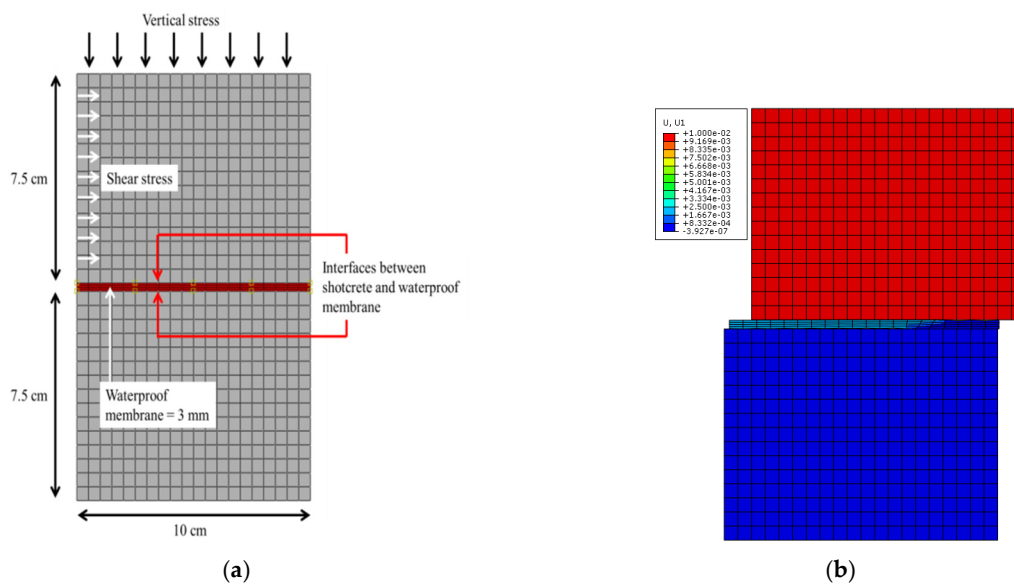 Vertical stress
7.5 cm
Shear stress
Interfaces between
shotcrete and waterproof
membrane
7.5 cm
Waterproof
membrane = 3 mm
10 cm
(a)
U, U1
+1.000e-02
+9.169e-03
+8.335e-03
+7.502e-03
+6.668e-03
+5.834e-03
+5.001e-03
+4.167e-03
+3.334e-03
+2.500e-03
+1.667e-03
+8.332e-04
-3.927e-07
(b)